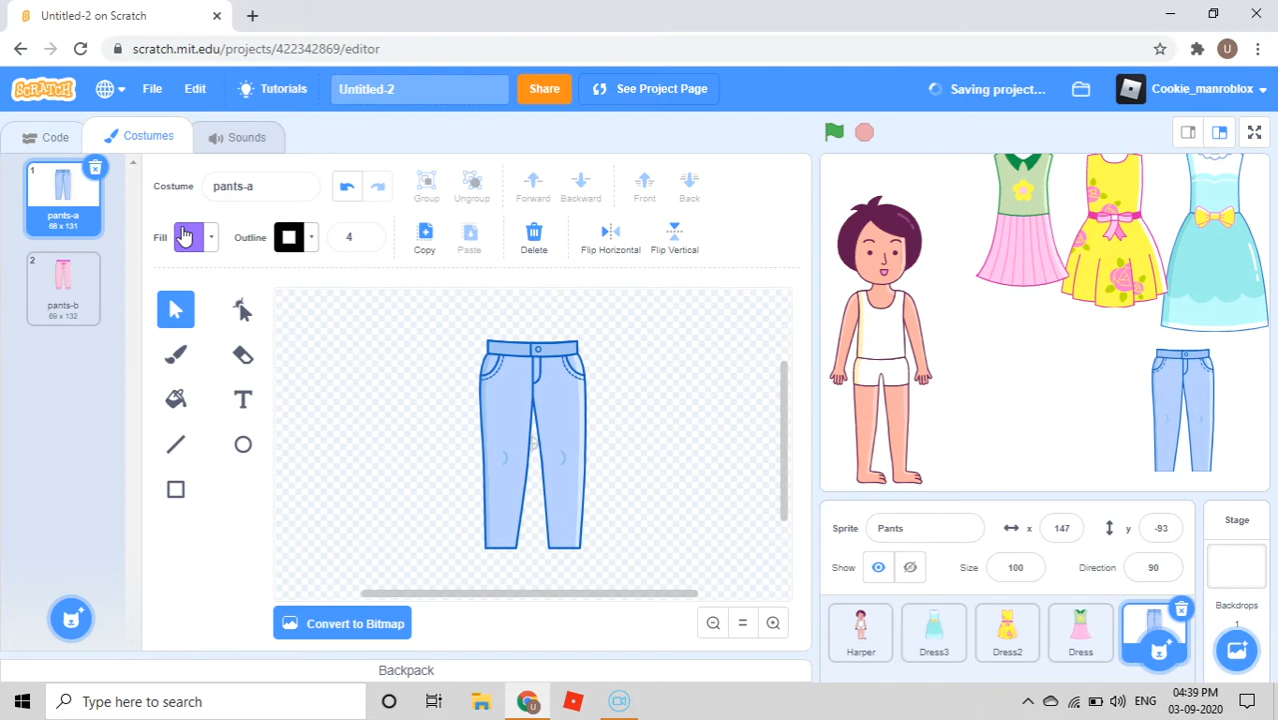 Untitled-2 on Scratch
scratch.mit.edu/projects/422342869/editor
U
SCRATCH
File
Edit
Tutorials
Untitled-2
Share
See Project Page
Saving project...
Cookie_manroblox
Code
Costumes
Sounds
1
pants-a
68 x 131
2
pants-b
69 x 132
Costume
pants-a
Group
Ungroup
Forward
Backward
Front
Back
Fill
Outline
4
Copy
Paste
Delete
Flip Horizontal
Flip Vertical
T
Convert to Bitmap
Backpack
Sprite
Pants
x
147
y
-93
Show
Size
100
Direction
90
Stage
Backdrops
1
Harper
Dress3
Dress2
Dress
Type here to search
ENG
04:39 PM
03-09-2020